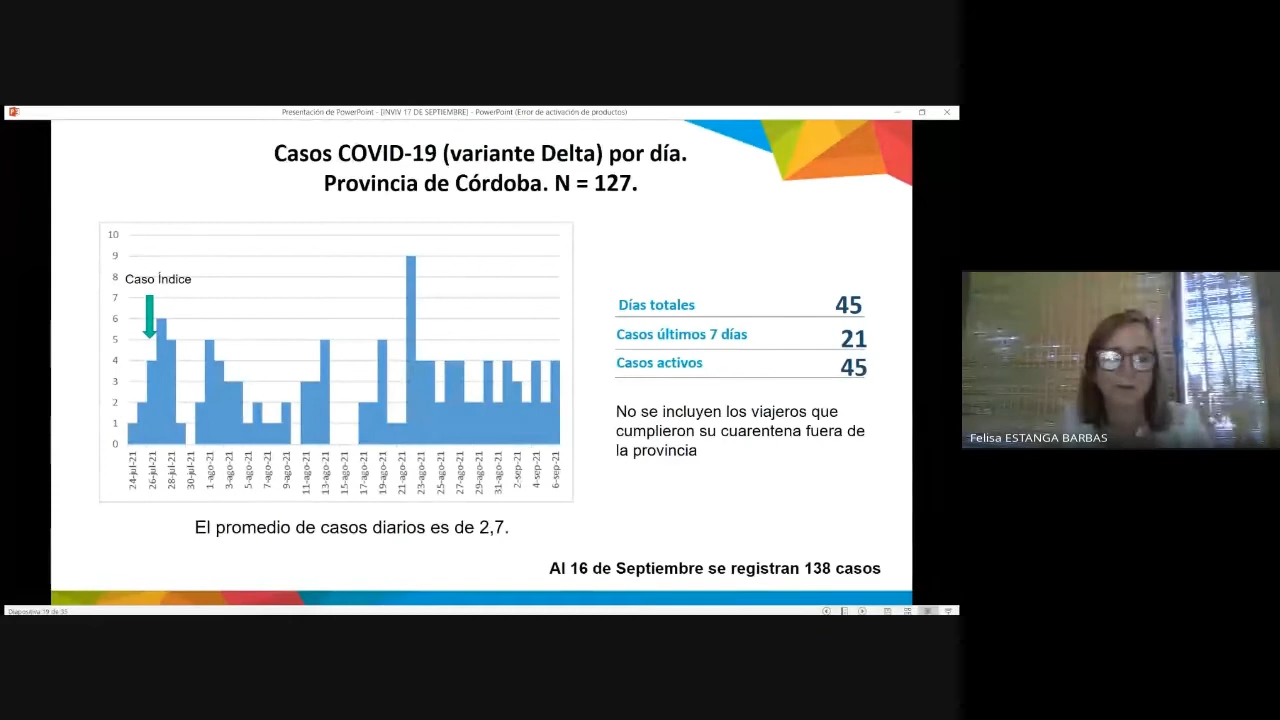 Presentación de PowerPoint - [INVIV 17 DE SEPTIEMBRE] - PowerPoint (Error de activación de productos)
Casos COVID-19 (variante Delta) por día.
Provincia de Córdoba. N = 127.
10
9
8
7
6
5
4
3
2
1
0
Caso Índice
24-jul-21
26-jul-21
28-jul-21
30-jul-21
1-ago-21
3-ago-21
5-ago-21
7-ago-21
9-ago-21
11-ago-21
13-ago-21
15-ago-21
17-ago-21
19-ago-21
21-ago-21
23-ago-21
25-ago-21
27-ago-21
29-ago-21
31-ago-21
2-sep-21
4-sep-21
6-sep-21
Días totales 45
Casos últimos 7 días 21
Casos activos 45
No se incluyen los viajeros que
cumplieron su cuarentena fuera de
la provincia
El promedio de casos diarios es de 2,7.
Al 16 de Septiembre se registran 138 casos
Diapositiva 19 de 35
Felisa ESTANGA BARBAS